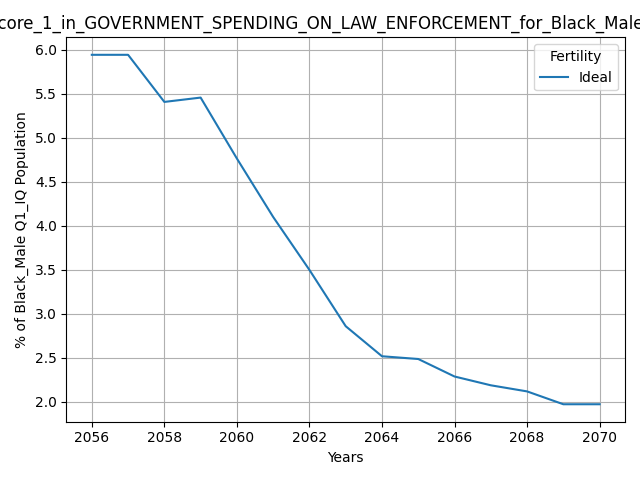 core_1_in_GOVERNMENT_SPENDING_ON_LAW_ENFORCEMENT_for_Black_Male
Fertility
Ideal
% of Black_Male Q1_IQ Population
6.0
5.5
5.0
4.5
4.0
3.5
3.0
2.5
2.0
2056 2058 2060 2062 2064 2066 2068 2070
Years